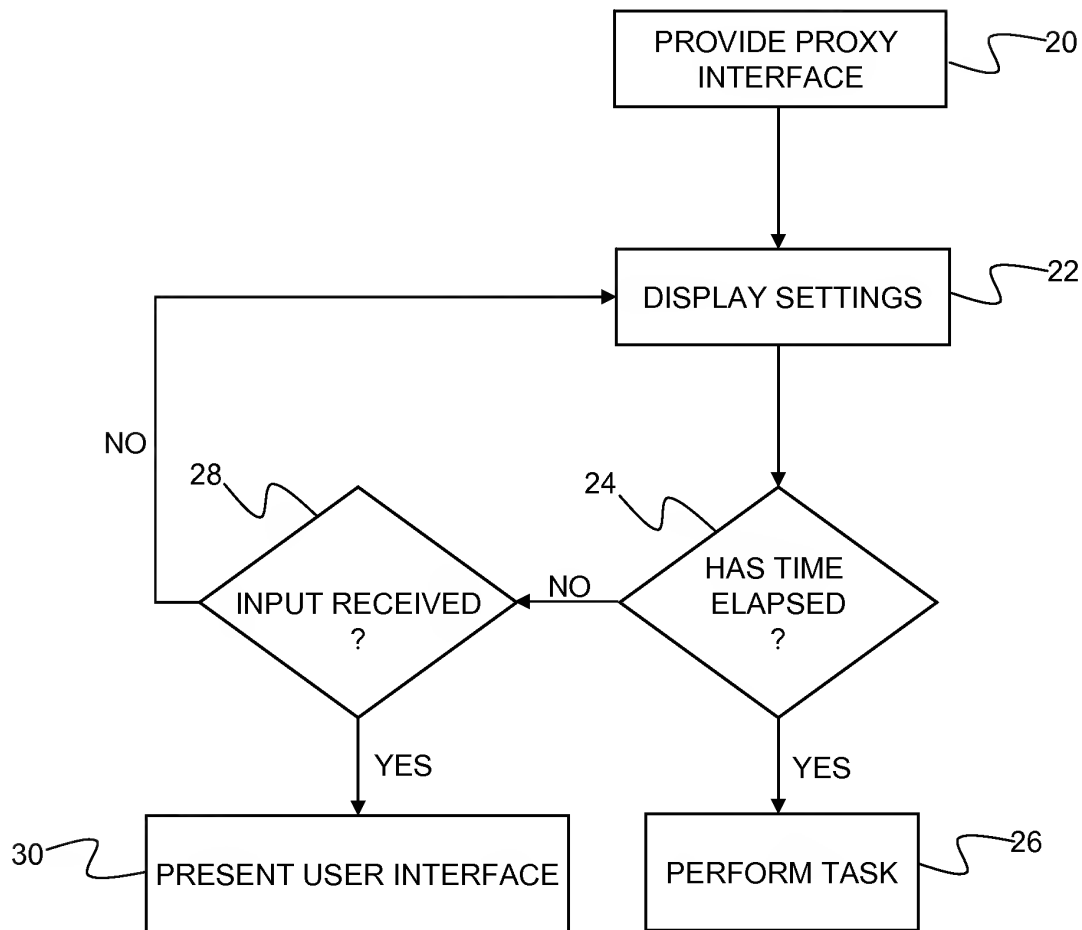 PROVIDE PROXY
INTERFACE
20
DISPLAY SETTINGS
22
NO
28
INPUT RECEIVED
?
NO
24
HAS TIME
ELAPSED
?
YES
YES
30
PRESENT USER INTERFACE
PERFORM TASK
26